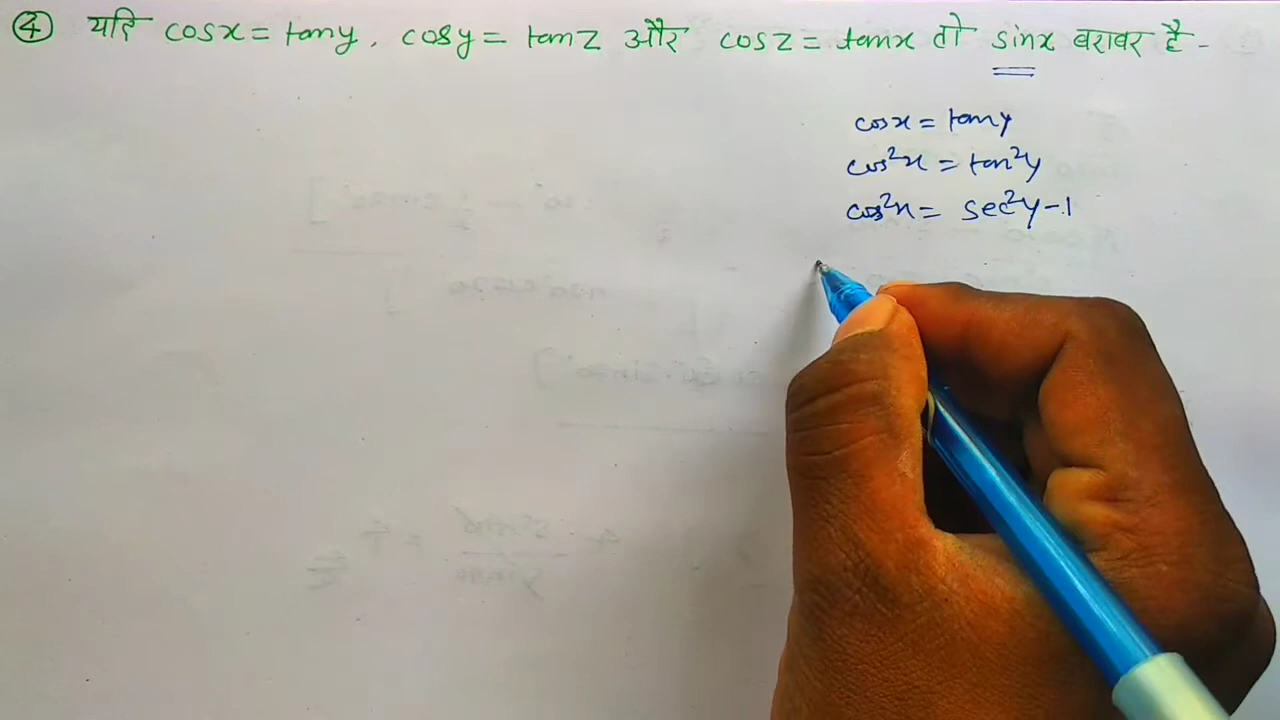 ④ यदि cosx = tany, cosy = tanz और cosz = tanx तो sinx बराबर है -
cosx = tany
cos²x = tan²y
cos²x = sec²y-1